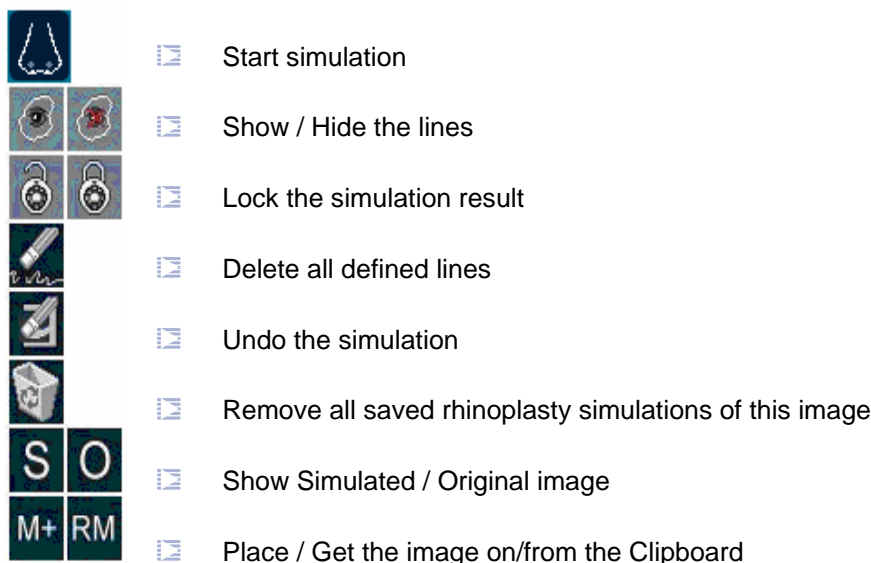 Start simulation
Show / Hide the lines
Lock the simulation result
Delete all defined lines
Undo the simulation
Remove all saved rhinoplasty simulations of this image
S O
Show Simulated / Original image
M+ RM
Place / Get the image on/from the Clipboard